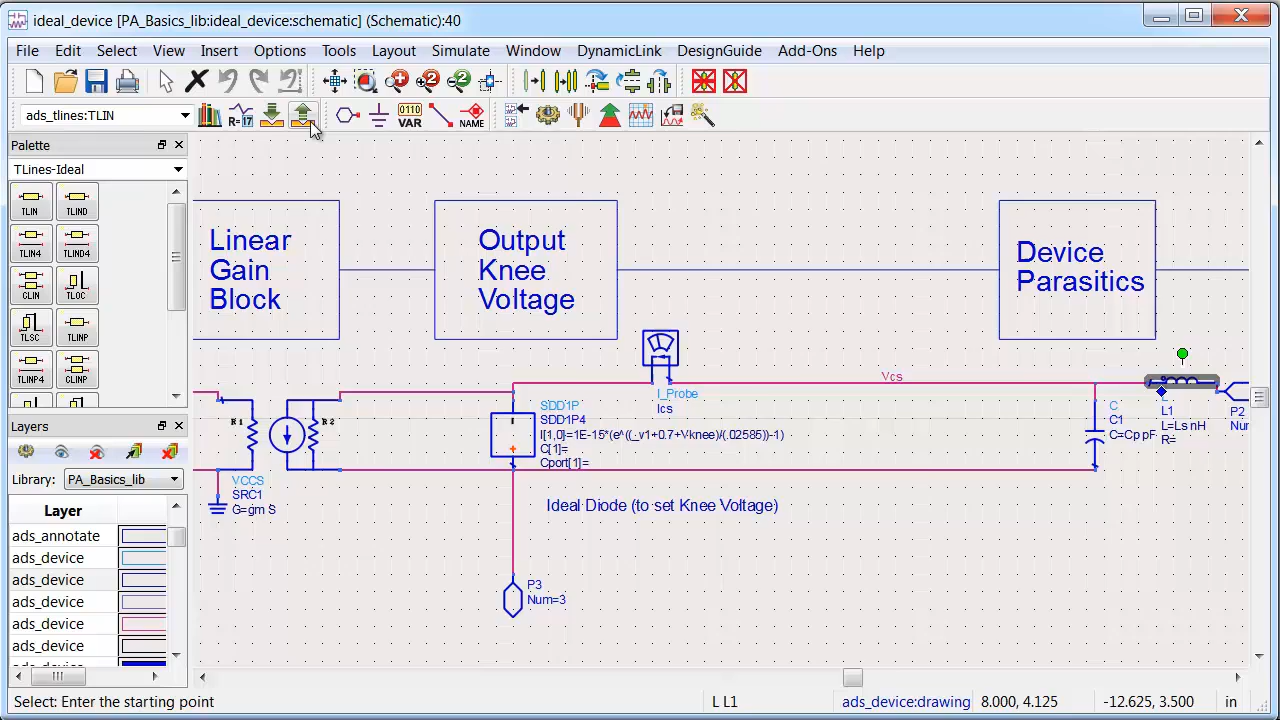 ideal_device [PA_Basics_lib:ideal_device:schematic] (Schematic):40
File Edit Select View Insert Options Tools Layout Simulate Window DynamicLink DesignGuide Add-Ons Help
ads_tlines:TLIN
R=17
0110
VAR
NAME
Palette
TLines-Ideal
TLIN TLIND
TLIN4 TLIND4
CLIN TLOC
TLSC TLINP
TLINP4 CLINP
Layers
Library: PA_Basics_lib
Layer
ads_annotate
ads_device
ads_device
ads_device
ads_device
ads_device
ads_device
Linear
Gain
Block
Output
Knee
Voltage
Device
Parasitics
I_Probe
Ics
Vcs
R1
R2
VCCS
SRC1
G=gm S
SDD1P
SDD1P4
I[1,0]=1E-15*(e^((_v1+0.7+Vknee)/(.02585))-1)
C[1]=
Cport[1]=
Ideal Diode (to set Knee Voltage)
P3
Num=3
C
C1
C=Cp pF
L
L1
L=Ls nH
R=
P2
Select: Enter the starting point
L L1
ads_device:drawing
8.000, 4.125
-12.625, 3.500
in